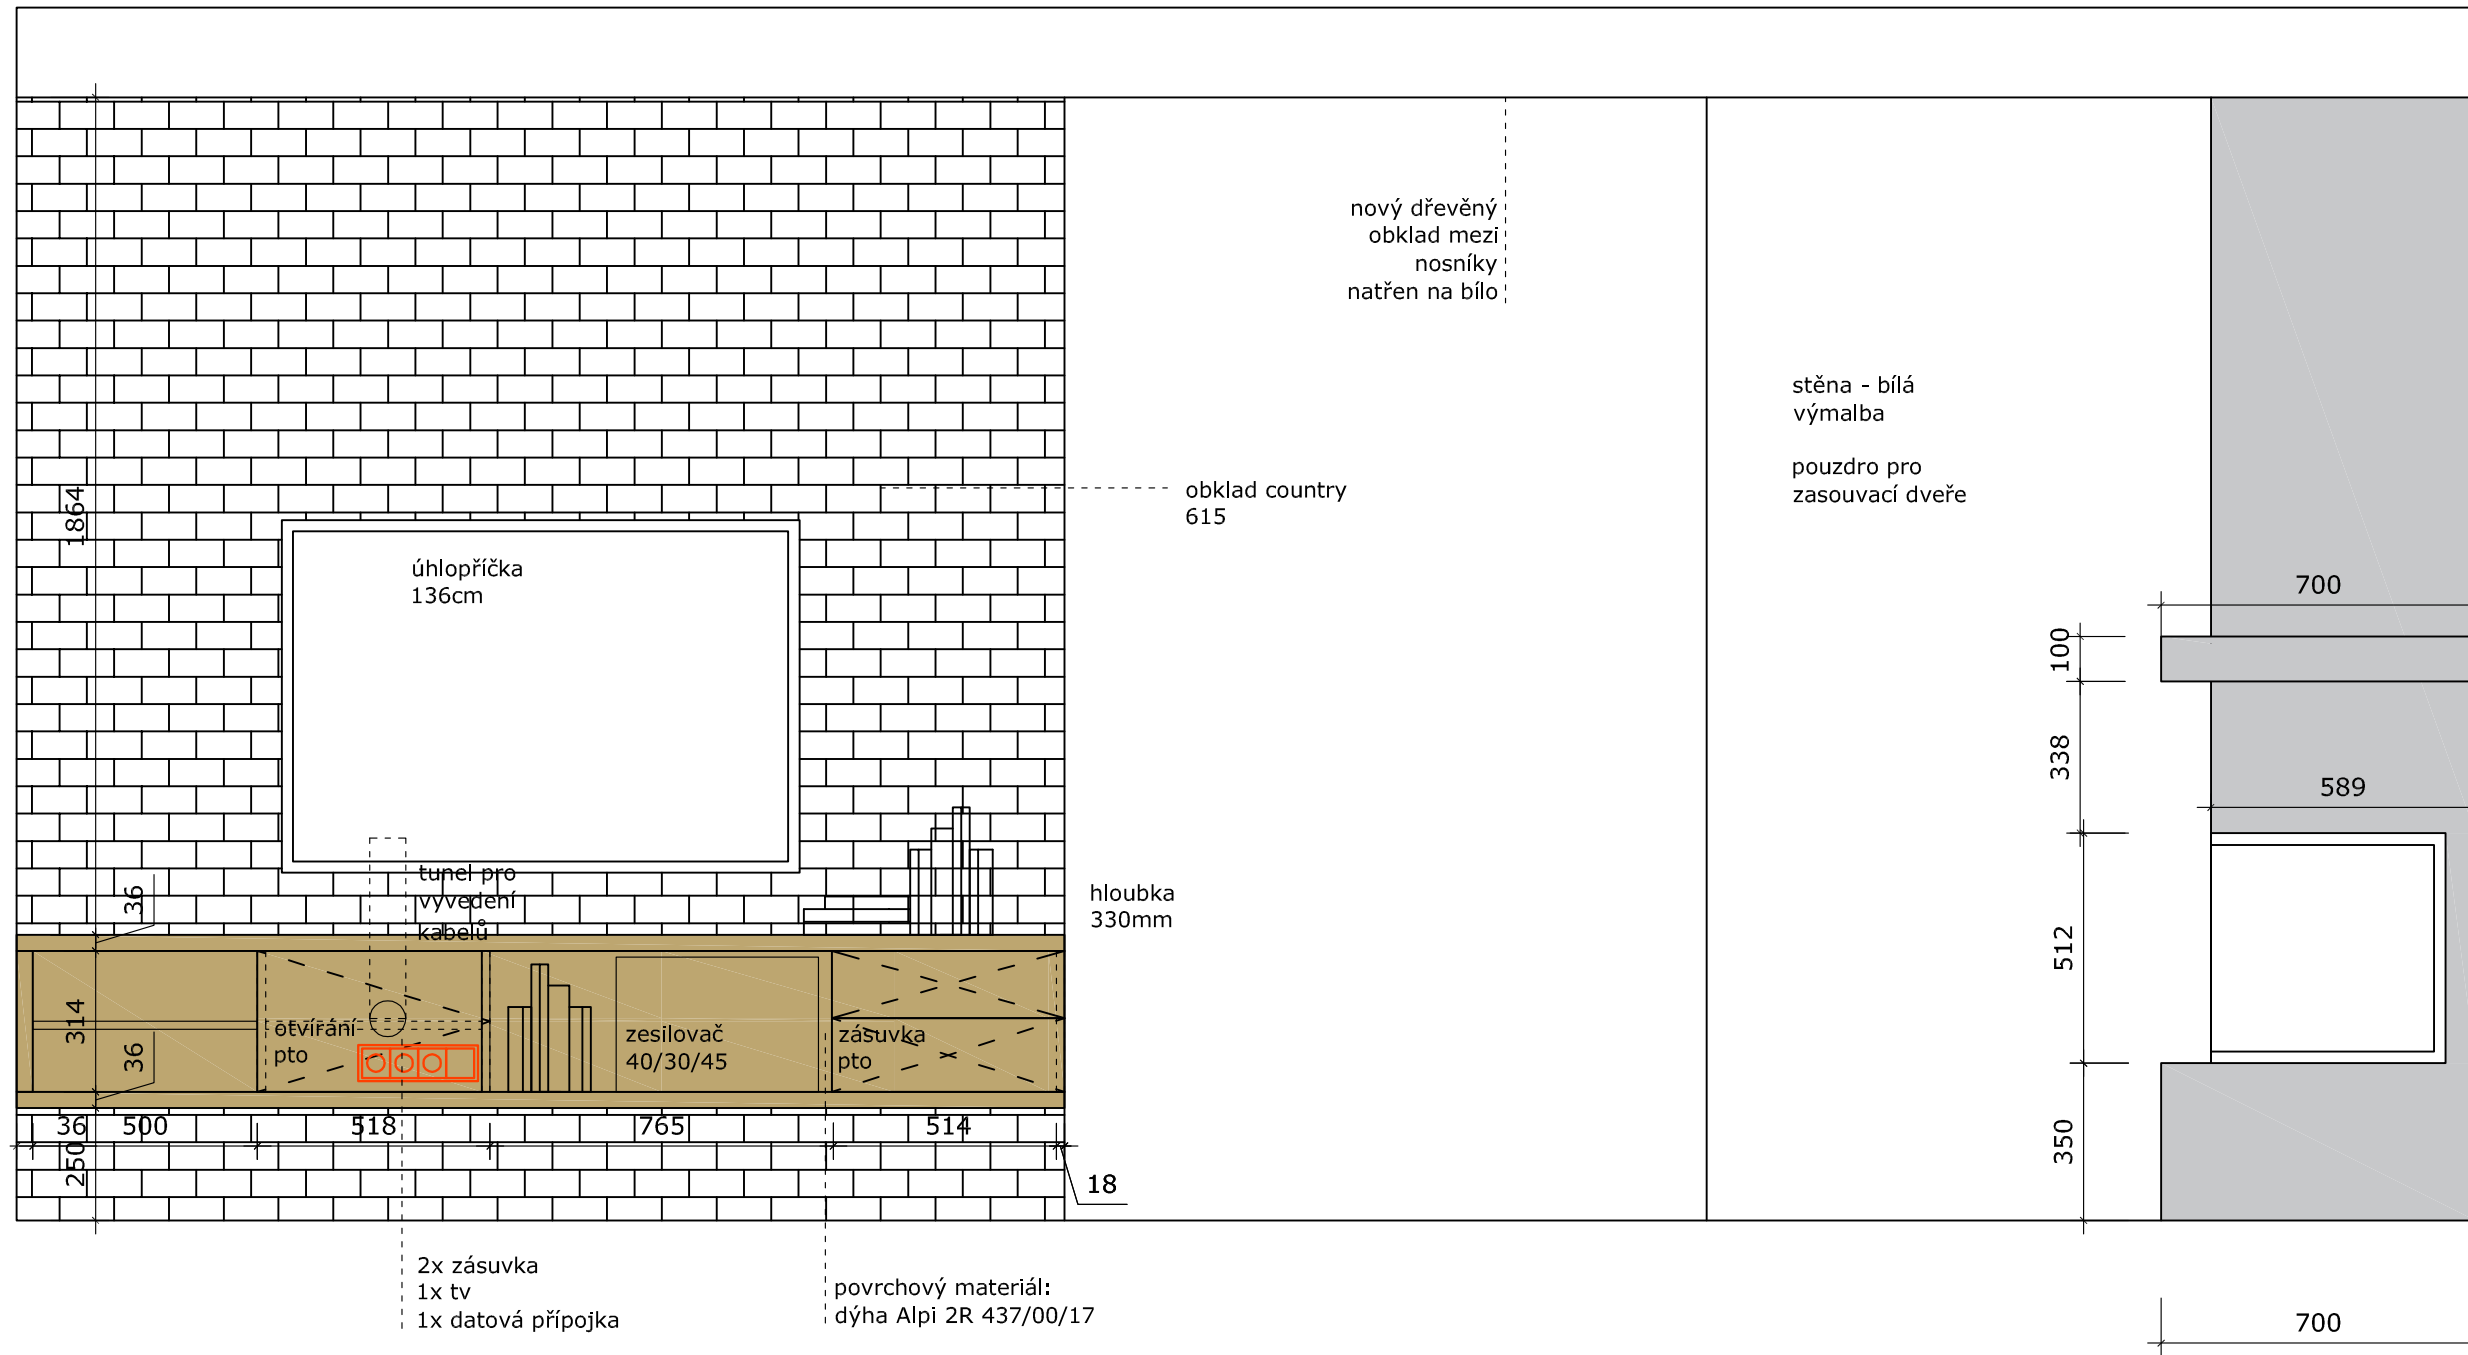 nový dřevěný
obklad mezi
nosníky
natřen na bílo
stěna - bílá
výmalba
pouzdro pro
zasouvací dveře
obklad country
615
1864
úhlopříčka
136cm
700
100
338
589
512
350
tunel pro
vyvedení
kabelů
hloubka
330mm
36
314
36
otvírání
pto
zesilovač
40/30/45
zásuvka
pto
36
500
518
765
514
250
18
2x zásuvka
1x tv
1x datová přípojka
povrchový materiál:
dýha Alpi 2R 437/00/17
700